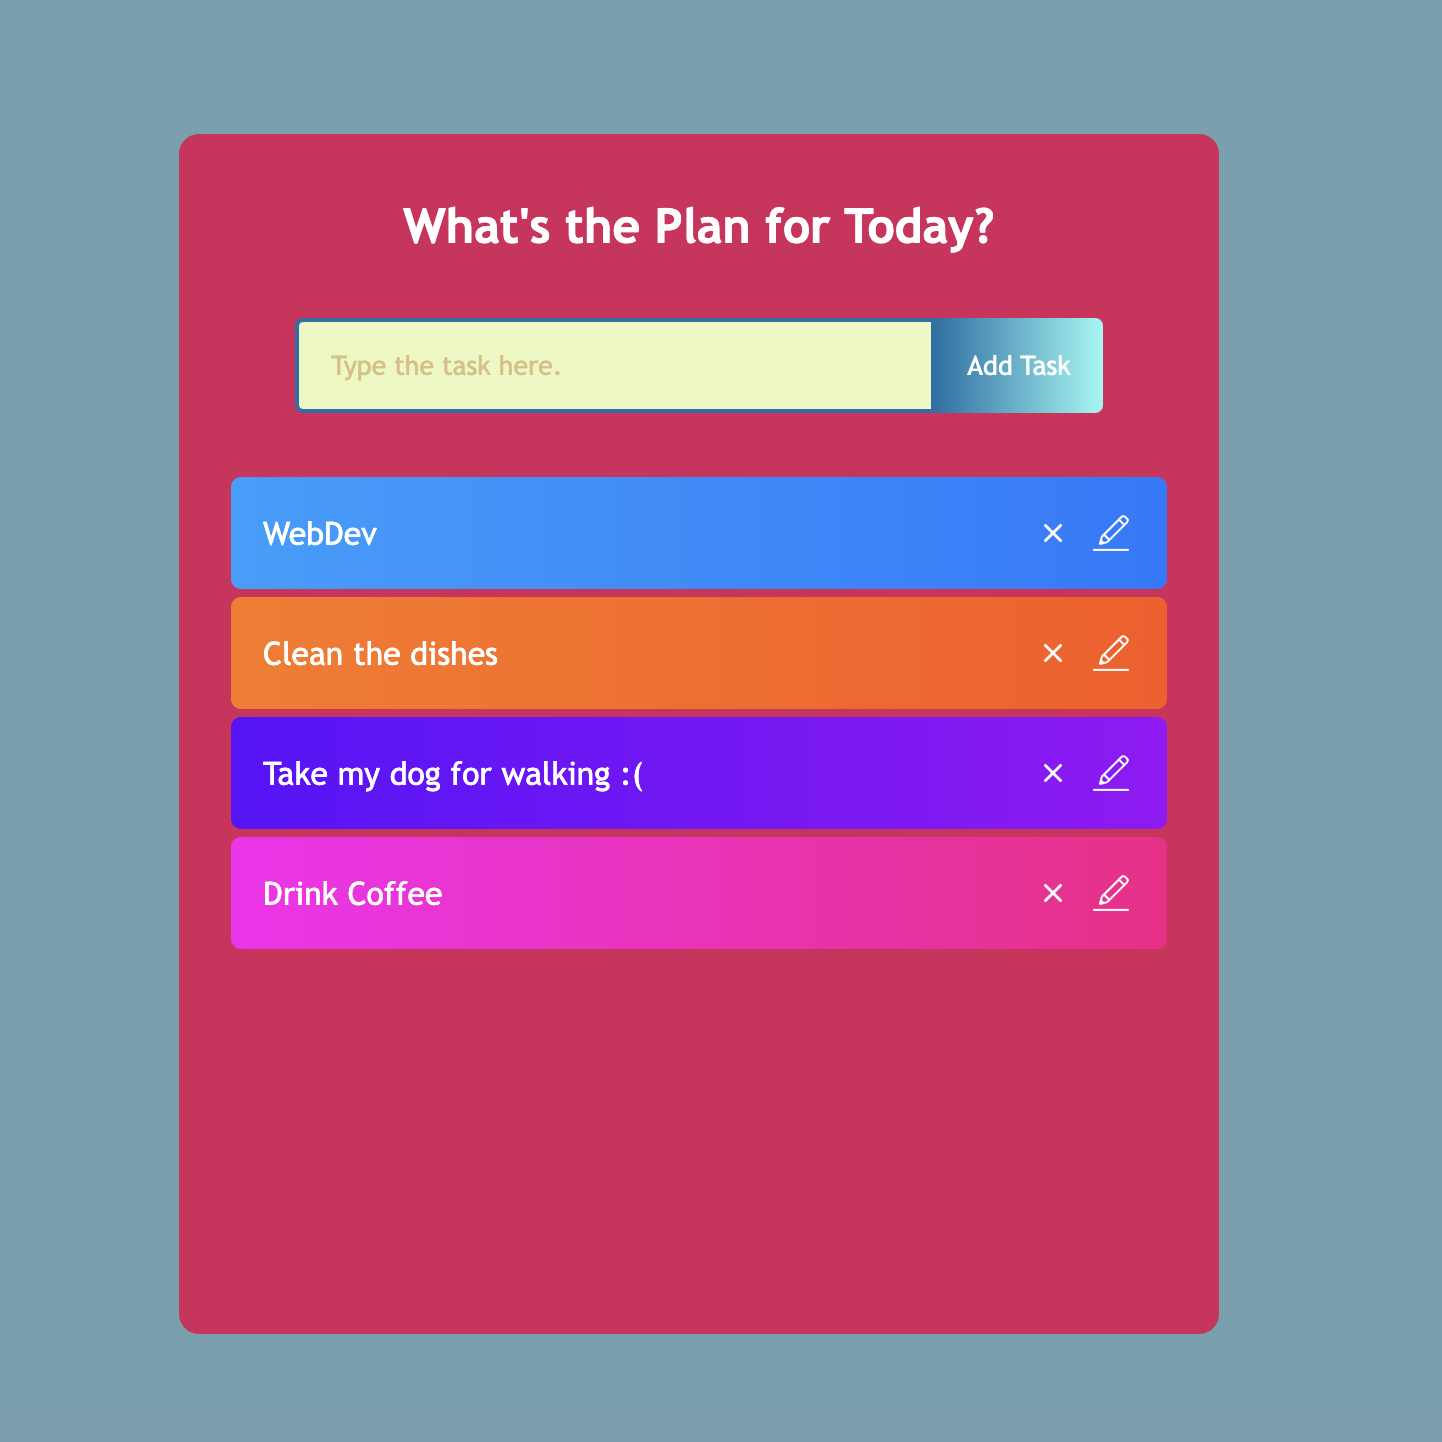 What's the Plan for Today?
Type the task here.
Add Task
WebDev
Clean the dishes
Take my dog for walking :(
Drink Coffee